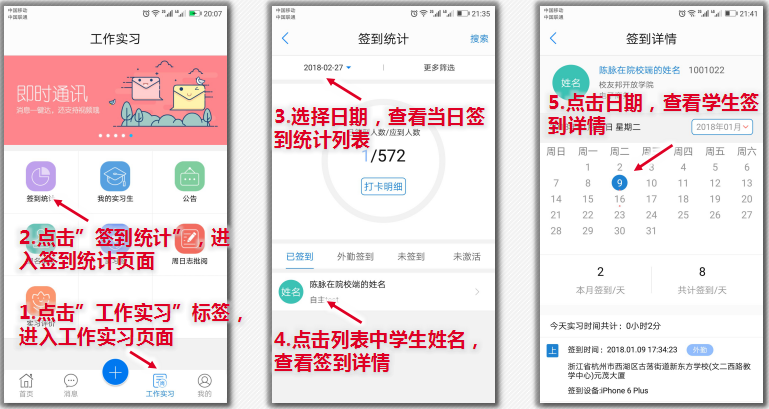 中国移动
中国联通
20:07
工作实习
即时通讯
消息一键达，还支持视频哦
签到统计
我的实习生
公告
2.点击”签到统计”，进
入签到统计页面
周日志批阅
1.点击”工作实习”标签，
进入工作实习页面
实习评价
首页
消息
工作实习
我的
中国移动
中国联通
21:35
签到统计
搜索
2018-02-27
更多筛选
3.选择日期，查看当日签
到统计列表
人数/应到人数
1/572
打卡明细
已签到
外勤签到
未签到
未激活
姓名
陈脉在院校端的姓名
自主
4.点击列表中学生姓名，
查看签到详情
中国移动
中国联通
21:41
签到详情
姓名
陈脉在院校端的姓名 1001022
校友邦开放学院
5.点击日期，查看学生签
到详情
日 星期二
2018年01月
周日 周一 周二 周三 周四 周五 周六
1 2 3 4 5 6
7 8 9 10 11 12 13
14 15 16 17 18 19 20
21 22 23 24 25 26 27
28 29 30 31
2
本月签到/天
8
共计签到/天
今天实习时间共计：0小时2分
上
签到时间：2018.01.09 17:34:23
外勤
浙江省杭州市西湖区古荡街道新东方学校(文二西路教
学中心)元茂大厦
签到设备:iPhone 6 Plus